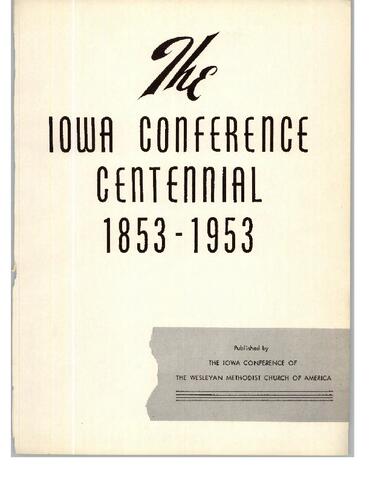 The
IOWA CONFERENCE
CENTENNIAL
1853-1953
Published by
THE IOWA CONFERENCE OF
THE WESLEYAN METHODIST CHURCH OF AMERICA